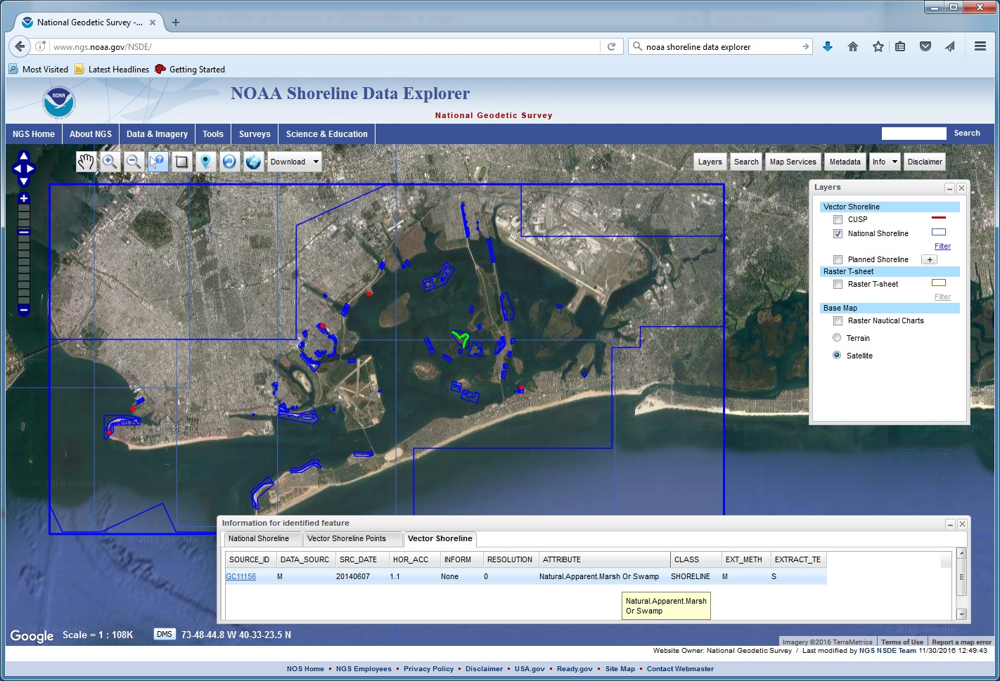 National Geodetic Survey -...
www.ngs.noaa.gov/NSDE/
noaa shoreline data explorer
Most Visited
Latest Headlines
Getting Started
NOAA
NOAA Shoreline Data Explorer
National Geodetic Survey
NGS Home
About NGS
Data & Imagery
Tools
Surveys
Science & Education
Search
Download
Layers
Search
Map Services
Metadata
Info
Disclaimer
Layers
Vector Shoreline
CUSP
National Shoreline
Filter
Planned Shoreline
+
Raster T-sheet
Raster T-sheet
Filter
Base Map
Raster Nautical Charts
Terrain
Satellite
© 2016 Google
© 2016 Google
© 2016 Google
© 2016 Google
Information for identified feature
National Shoreline
Vector Shoreline Points
Vector Shoreline
SOURCE_ID DATA_SOURC SRC_DATE HOR_ACC INFORM RESOLUTION ATTRIBUTE CLASS EXT_METH EXTRACT_TE
GC11156 M 20140607 1.1 None 0 Natural.Apparent.Marsh Or Swamp SHORELINE M S
Natural.Apparent.Marsh
Or Swamp
Google
Scale = 1 : 108K
DMS
73-48-44.8 W 40-33-23.5 N
© 2016 Google
Imagery ©2016 TerraMetrics
Terms of Use
Report a map error
Website Owner: National Geodetic Survey / Last modified by NGS NSDE Team 11/30/2016 12:49:43
NOS Home ▪ NGS Employees ▪ Privacy Policy ▪ Disclaimer ▪ USA.gov ▪ Ready.gov ▪ Site Map ▪ Contact Webmaster